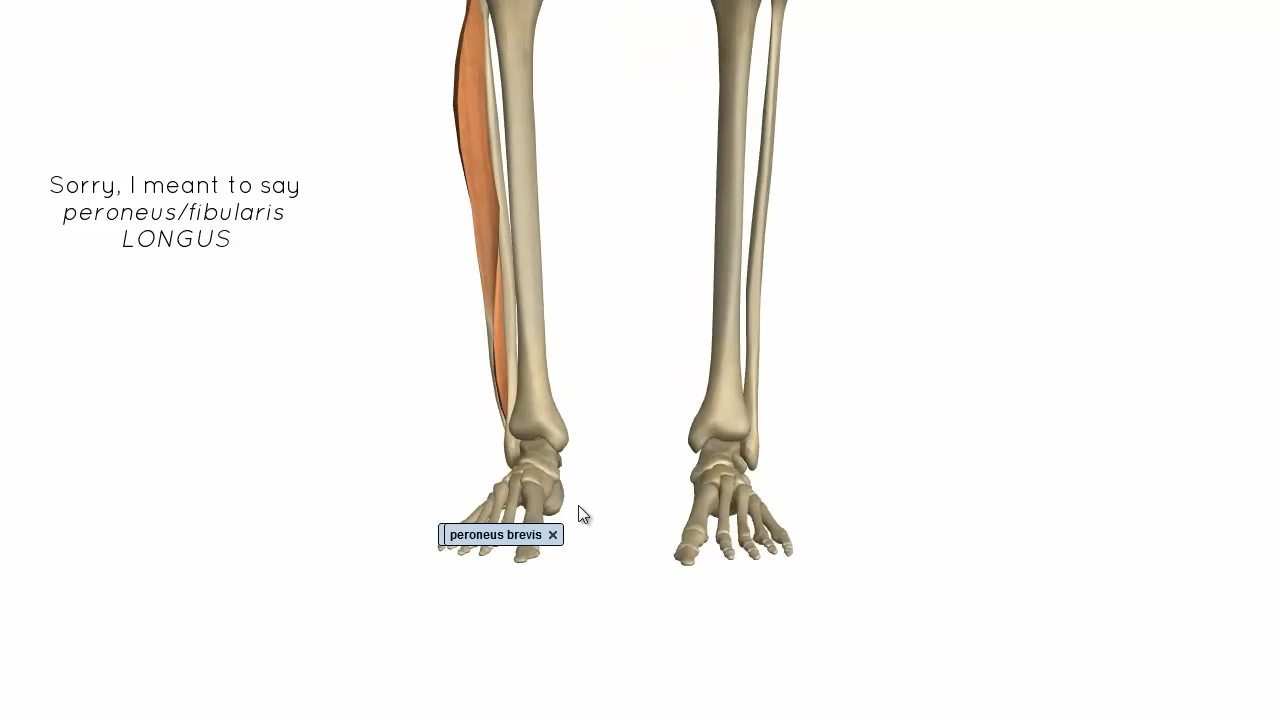 Sorry, I meant to say
peroneus/fibularis
LONGUS
peroneus brevis